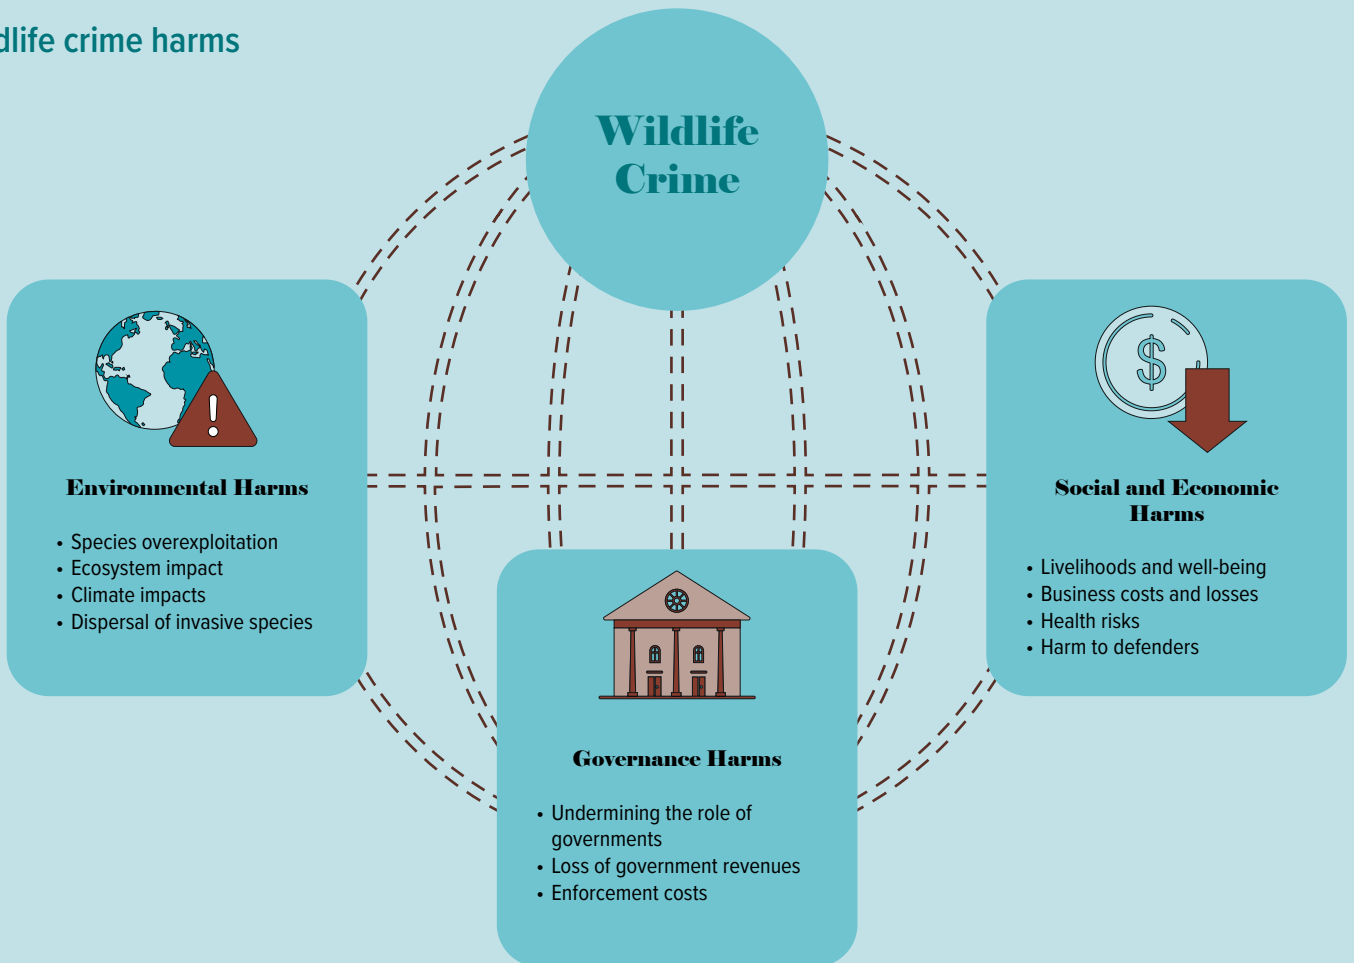 dlife crime harms
Wildlife
Crime
Environmental Harms
• Species overexploitation
• Ecosystem impact
• Climate impacts
• Dispersal of invasive species
$
Social and Economic
Harms
• Livelihoods and well-being
• Business costs and losses
• Health risks
• Harm to defenders
!
Governance Harms
• Undermining the role of
governments
• Loss of government revenues
• Enforcement costs